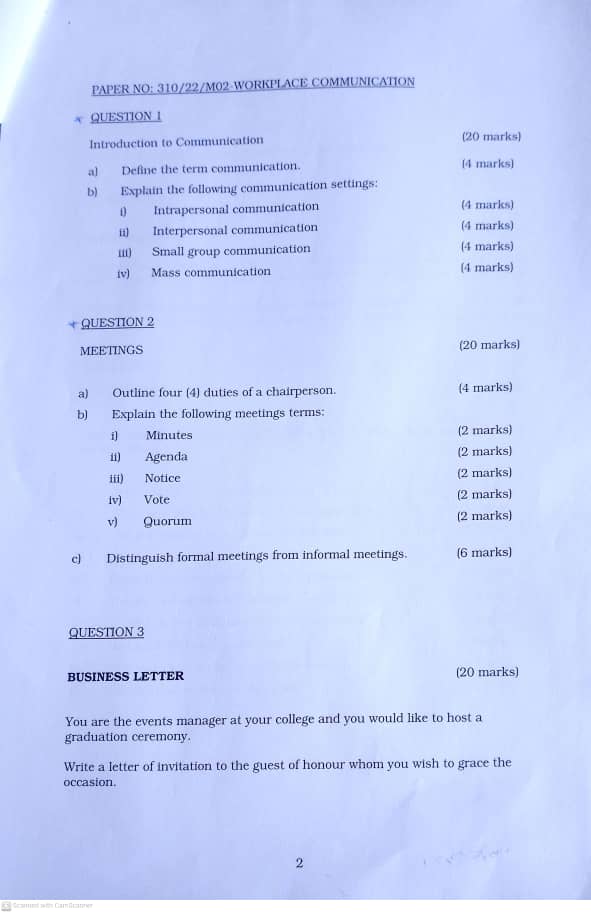 PAPER NO: 310/22/M02-WORKPLACE COMMUNICATION
QUESTION 1
Introduction to Communication (20 marks)
a) Define the term communication. (4 marks)
b) Explain the following communication settings:
i) Intrapersonal communication (4 marks)
ii) Interpersonal communication (4 marks)
iii) Small group communication (4 marks)
iv) Mass communication (4 marks)
QUESTION 2
MEETINGS (20 marks)
a) Outline four (4) duties of a chairperson. (4 marks)
b) Explain the following meetings terms:
i) Minutes (2 marks)
ii) Agenda (2 marks)
iii) Notice (2 marks)
iv) Vote (2 marks)
v) Quorum (2 marks)
c) Distinguish formal meetings from informal meetings. (6 marks)
QUESTION 3
BUSINESS LETTER (20 marks)
You are the events manager at your college and you would like to host a
graduation ceremony.
Write a letter of invitation to the guest of honour whom you wish to grace the
occasion.
2
Scanned with CamScanner